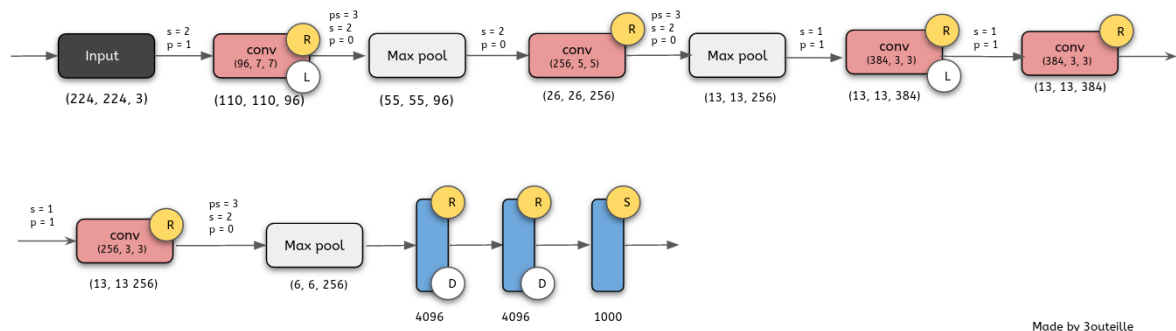 Input
(224, 224, 3)
s = 2
p = 1
conv
(96, 7, 7)
R
L
(110, 110, 96)
ps = 3
s = 2
p = 0
Max pool
(55, 55, 96)
s = 2
p = 0
conv
(256, 5, 5)
R
(26, 26, 256)
ps = 3
s = 2
p = 0
Max pool
(13, 13, 256)
s = 1
p = 1
conv
(384, 3, 3)
R
L
(13, 13, 384)
s = 1
p = 1
conv
(384, 3, 3)
R
(13, 13, 384)
s = 1
p = 1
conv
(256, 3, 3)
R
(13, 13 256)
ps = 3
s = 2
p = 0
Max pool
(6, 6, 256)
R
D
4096
R
D
4096
S
1000
Made by 3outeille